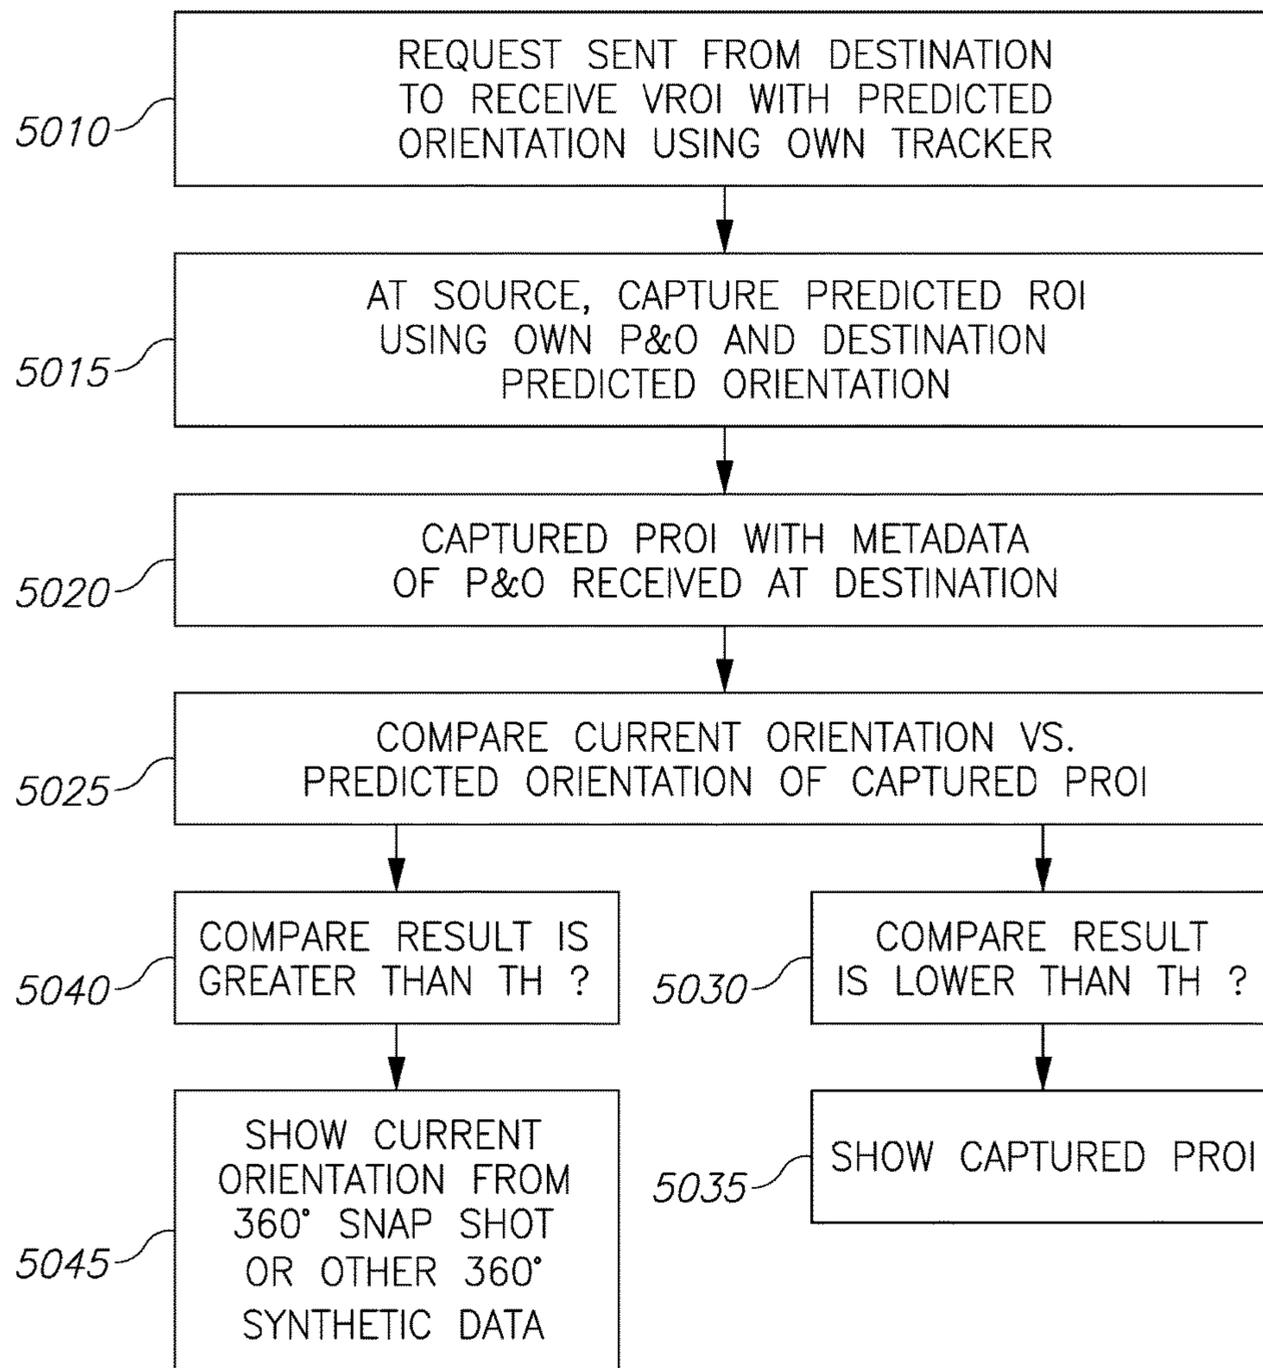 REQUEST SENT FROM DESTINATION
TO RECEIVE VROI WITH PREDICTED
ORIENTATION USING OWN TRACKER
5010
AT SOURCE, CAPTURE PREDICTED ROI
USING OWN P&O AND DESTINATION
PREDICTED ORIENTATION
5015
CAPTURED PROI WITH METADATA
OF P&O RECEIVED AT DESTINATION
5020
COMPARE CURRENT ORIENTATION VS.
PREDICTED ORIENTATION OF CAPTURED PROI
5025
COMPARE RESULT IS
GREATER THAN TH ?
5040
COMPARE RESULT
IS LOWER THAN TH ?
5030
SHOW CURRENT
ORIENTATION FROM
360° SNAP SHOT
OR OTHER 360°
SYNTHETIC DATA
5045
SHOW CAPTURED PROI
5035